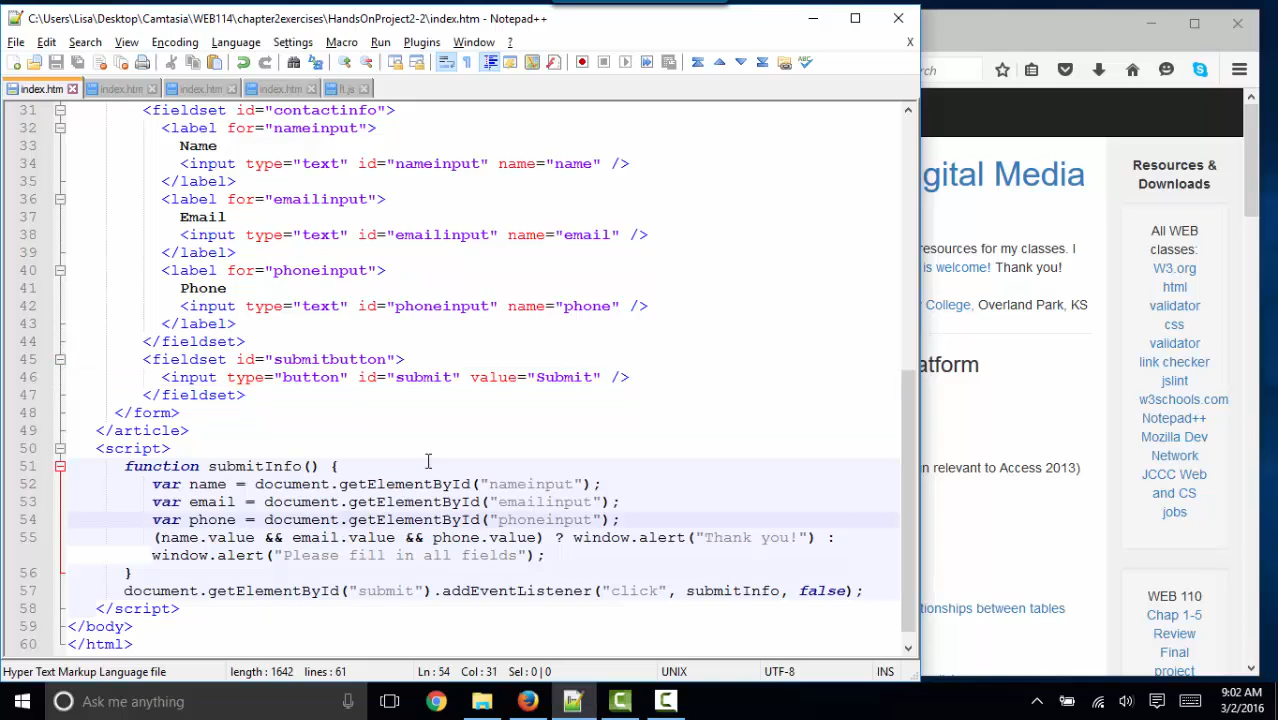 C:\Users\Lisa\Desktop\Camtasia\WEB114\chapter2exercises\HandsOnProject2-2\index.htm - Notepad++
File Edit Search View Encoding Language Settings Macro Run Plugins Window ? X
index.htm index.htm index.htm index.htm ft.js
31 <fieldset id="contactinfo">
32 <label for="nameinput">
33 Name
34 <input type="text" id="nameinput" name="name" />
35 </label>
36 <label for="emailinput">
37 Email
38 <input type="text" id="emailinput" name="email" />
39 </label>
40 <label for="phoneinput">
41 Phone
42 <input type="text" id="phoneinput" name="phone" />
43 </label>
44 </fieldset>
45 <fieldset id="submitbutton">
46 <input type="button" id="submit" value="Submit" />
47 </fieldset>
48 </form>
49 </article>
50 <script>
51 function submitInfo() {
52 var name = document.getElementById("nameinput");
53 var email = document.getElementById("emailinput");
54 var phone = document.getElementById("phoneinput");
55 (name.value && email.value && phone.value) ? window.alert("Thank you!") :
window.alert("Please fill in all fields");
56 }
57 document.getElementById("submit").addEventListener("click", submitInfo, false);
58 </script>
59 </body>
60 </html>
Hyper Text Markup Language file length : 1642 lines : 61 Ln : 54 Col : 31 Sel : 0 | 0 UNIX UTF-8 INS
gital Media
resources for my classes. I
is welcome! Thank you!
College, Overland Park, KS
atform
n relevant to Access 2013)
tionships between tables
Resources &
Downloads
All WEB
classes:
W3.org
html
validator
css
validator
link checker
jslint
w3schools.com
Notepad++
Mozilla Dev
Network
JCCC Web
and CS
jobs
WEB 110
Chap 1-5
Review
Final
project
Ask me anything
9:02 AM
3/2/2016